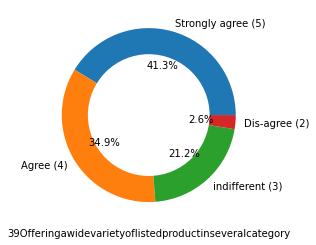 Strongly agree (5)
41.3%
2.6%
Dis-agree (2)
34.9%
21.2%
Agree (4)
indifferent (3)
39Offeringawidevarietyoflistedproductinseveralcategory